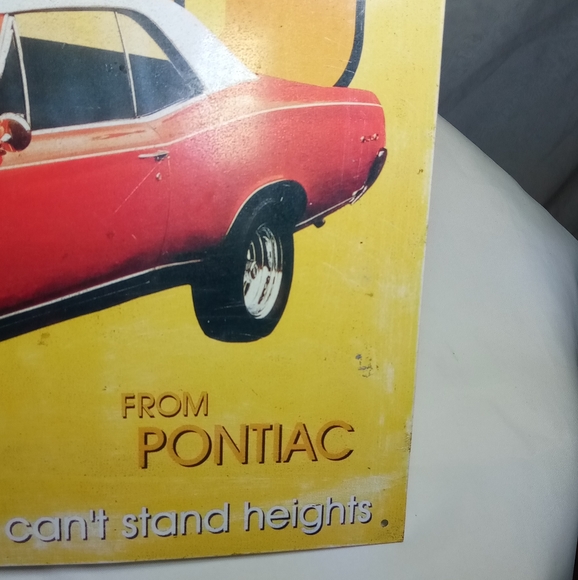 FROM
PONTIAC
can't stand heights